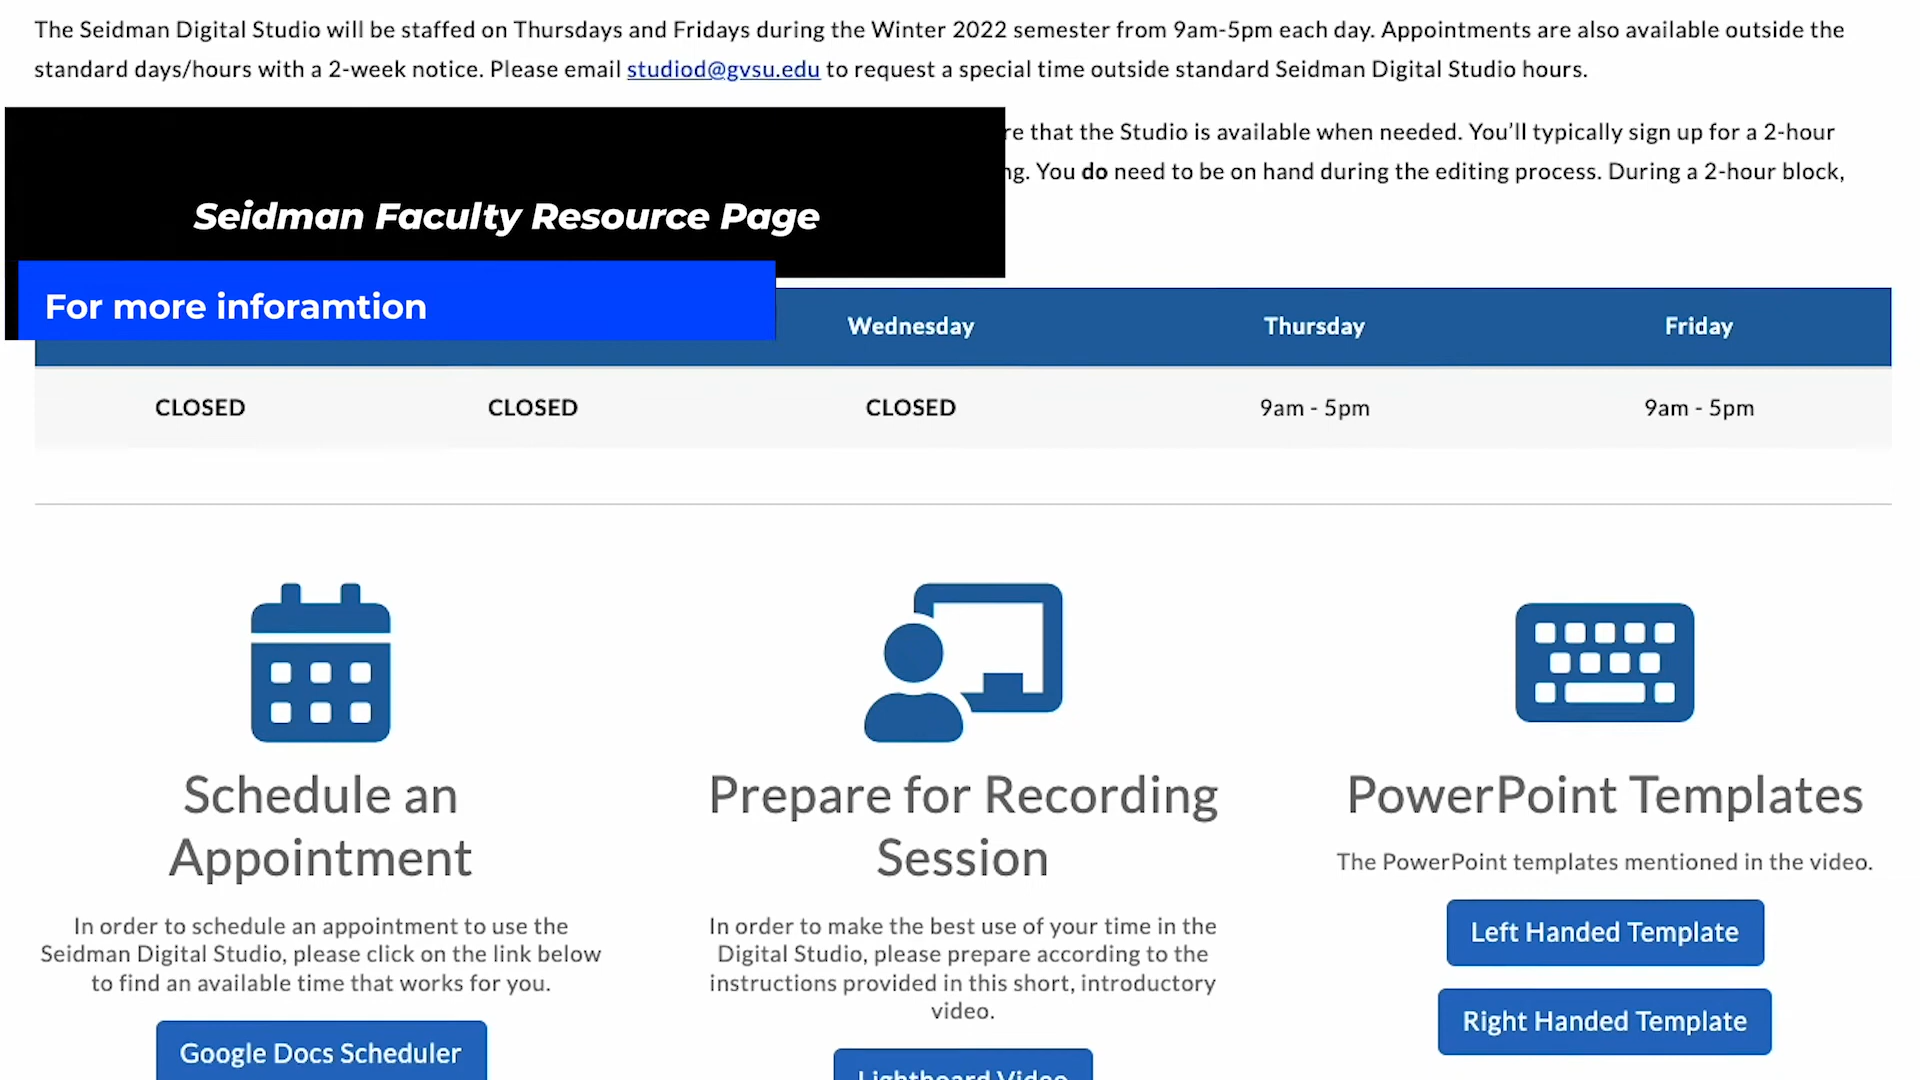 The Seidman Digital Studio will be staffed on Thursdays and Fridays during the Winter 2022 semester from 9am-5pm each day. Appointments are also available outside the
standard days/hours with a 2-week notice. Please email studiod@gvsu.edu to request a special time outside standard Seidman Digital Studio hours.
that the Studio is available when needed. You’ll typically sign up for a 2-hour
You do need to be on hand during the editing process. During a 2-hour block,
Seidman Faculty Resource Page
For more inforamtion
Wednesday Thursday Friday
CLOSED CLOSED CLOSED 9am - 5pm 9am - 5pm
Schedule an
Appointment
In order to schedule an appointment to use the
Seidman Digital Studio, please click on the link below
to find an available time that works for you.
Google Docs Scheduler
Prepare for Recording
Session
In order to make the best use of your time in the
Digital Studio, please prepare according to the
instructions provided in this short, introductory
video.
Lightboard Video
PowerPoint Templates
The PowerPoint templates mentioned in the video.
Left Handed Template
Right Handed Template